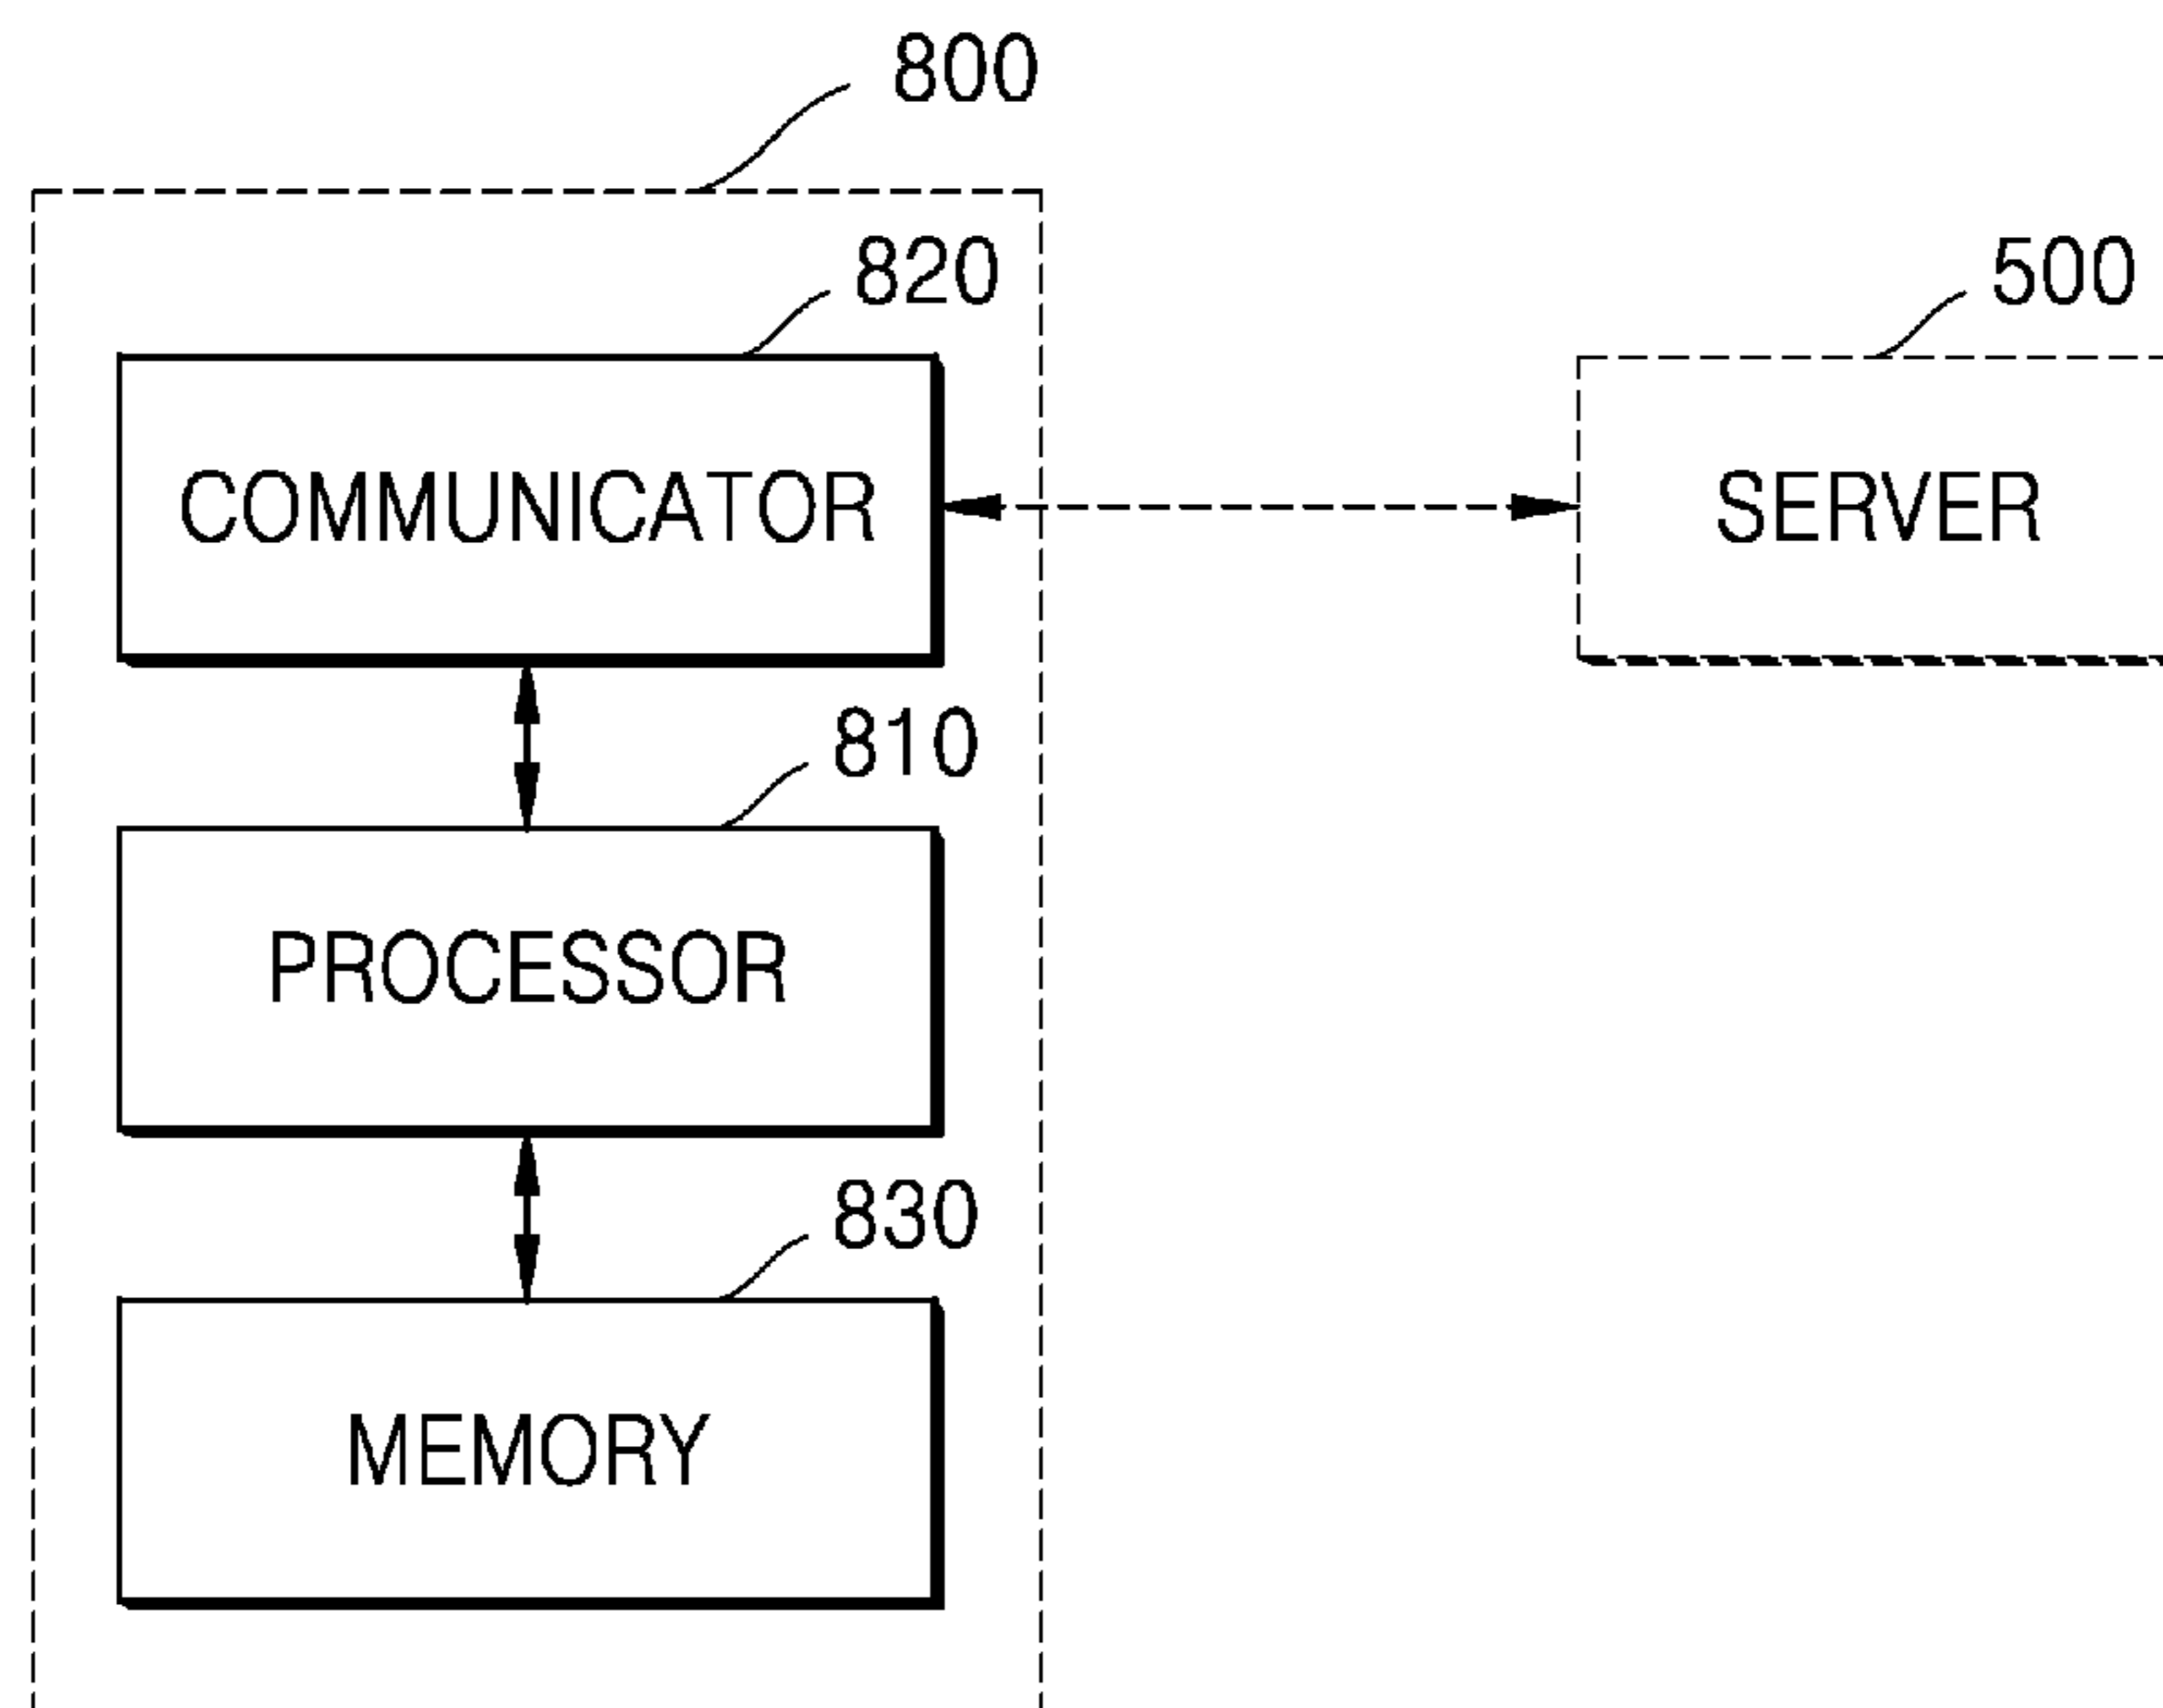 800
820
500
COMMUNICATOR
SERVER
810
PROCESSOR
830
MEMORY